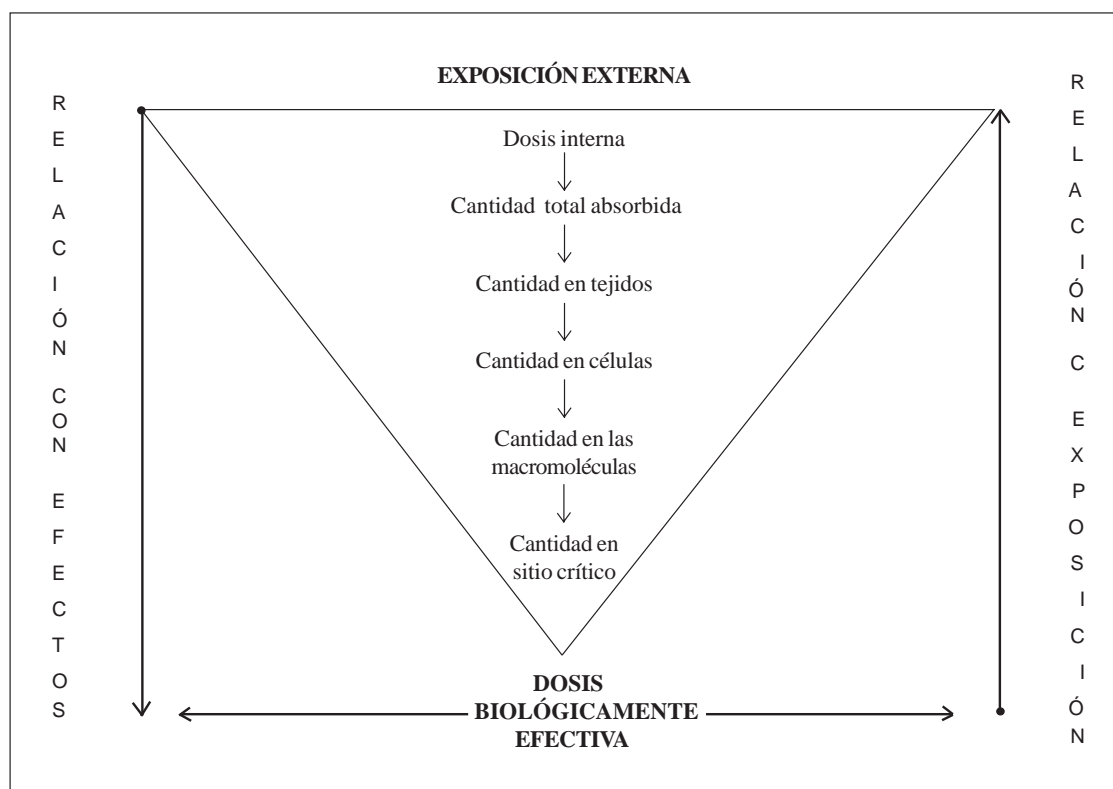 EXPOSICIÓN EXTERNA
RELACIÓN CON EFECTOS
Dosis interna
Cantidad total absorbida
Cantidad en tejidos
Cantidad en células
Cantidad en las
macromoléculas
Cantidad en
sitio crítico
DOSIS
BIOLÓGICAMENTE
EFECTIVA
RELACIÓN C EXPOSICIÓN